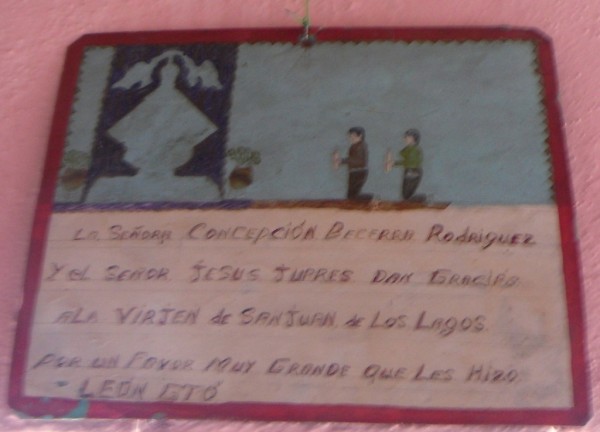 La Señora Concepción Becerra Rodriguez
y el Señor Jesus Juares Dan Gracias
a la Virjen de San Juan de Los Lagos
por un Favor Muy Grande que Les Hizo
León GTO